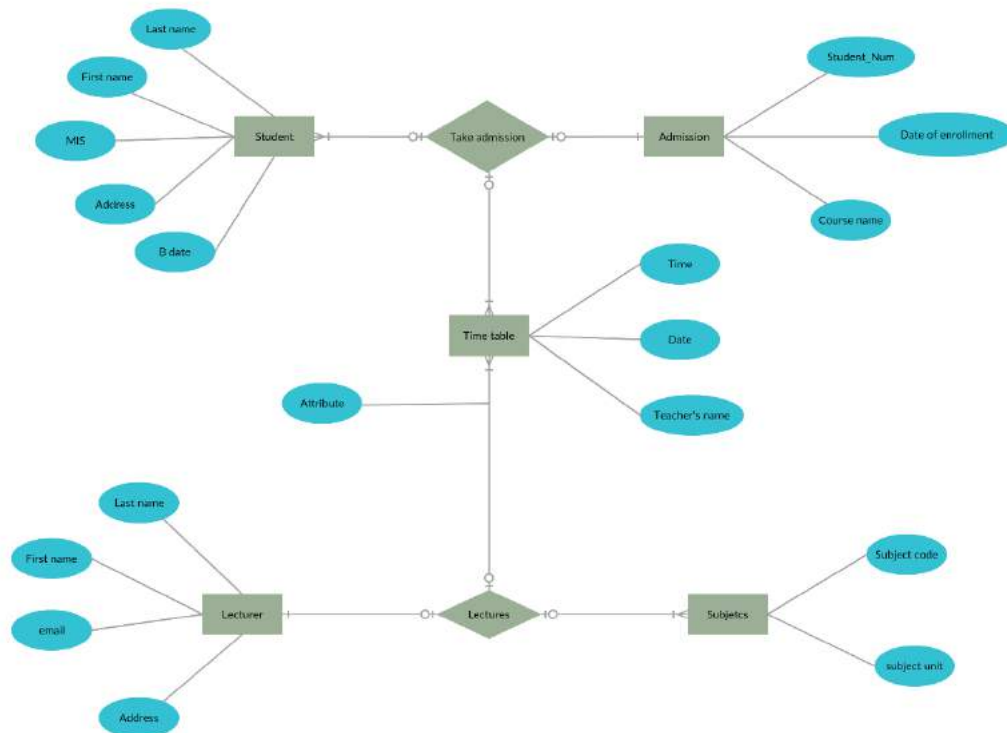 Last name
First name
Student_Num
MIS
Student
Take admission
Admission
Date of enrollment
Address
Course name
B date
Time
Time table
Date
Attribute
Teacher's name
Last name
First name
Subject code
Lecturer
Lectures
Subjetcs
email
subject unit
Address